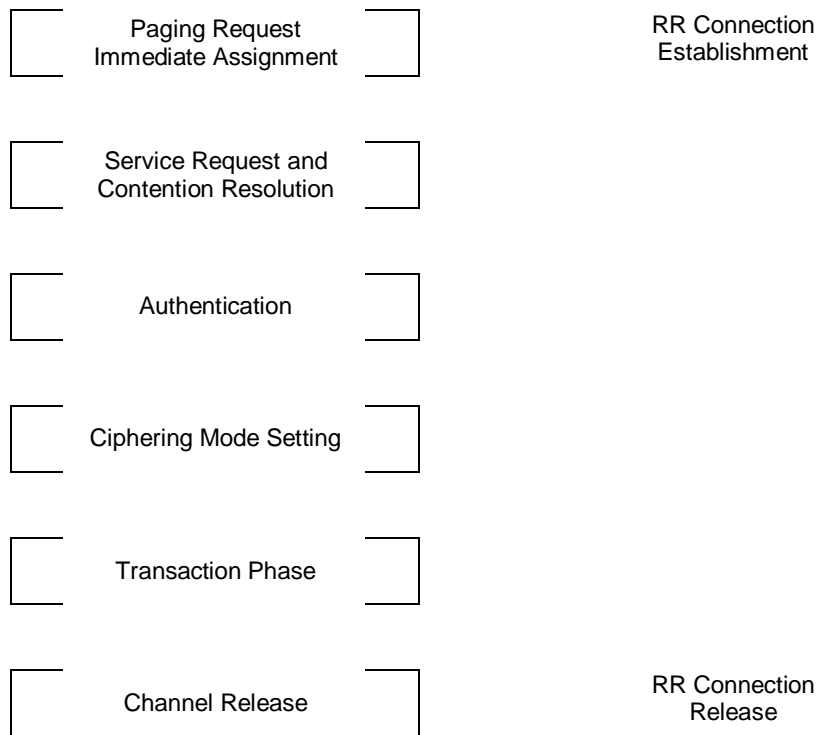 Paging Request
Immediate Assignment
RR Connection
Establishment
Service Request and
Contention Resolution
Authentication
Ciphering Mode Setting
Transaction Phase
Channel Release
RR Connection
Release